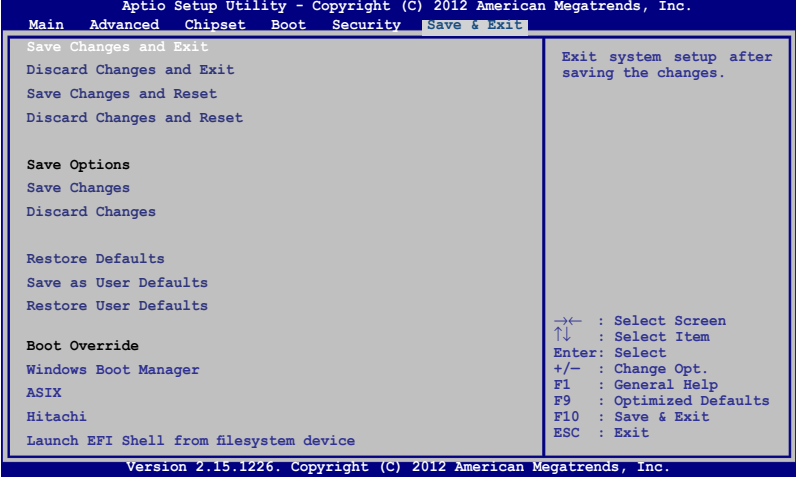 Aptio Setup Utility - Copyright (C) 2012 American Megatrends, Inc.
Main Advanced Chipset Boot Security Save & Exit
Save Changes and Exit
Discard Changes and Exit
Save Changes and Reset
Discard Changes and Reset
Save Options
Save Changes
Discard Changes
Restore Defaults
Save as User Defaults
Restore User Defaults
Boot Override
Windows Boot Manager
ASIX
Hitachi
Launch EFI Shell from filesystem device
Exit system setup after
saving the changes.
→← : Select Screen
↑↓ : Select Item
Enter: Select
+/— : Change Opt.
F1 : General Help
F9 : Optimized Defaults
F10 : Save & Exit
ESC : Exit
Version 2.15.1226. Copyright (C) 2012 American Megatrends, Inc.